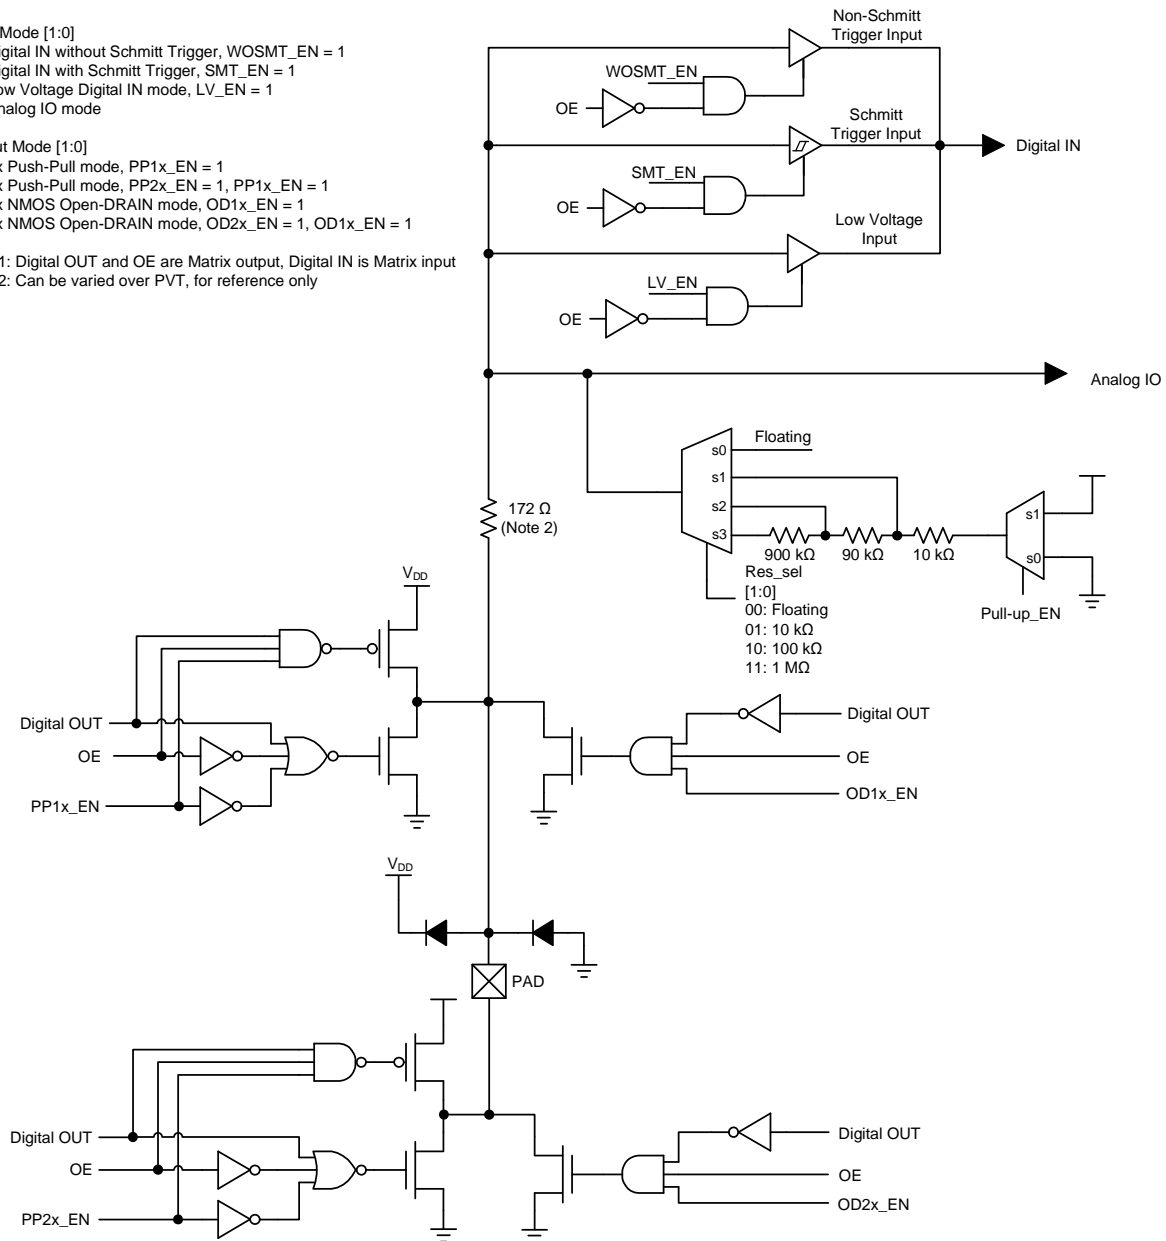 Mode [1:0]
igital IN without Schmitt Trigger, WOSMT_EN = 1
igital IN with Schmitt Trigger, SMT_EN = 1
ow Voltage Digital IN mode, LV_EN = 1
nalog IO mode
ut Mode [1:0]
x Push-Pull mode, PP1x_EN = 1
x Push-Pull mode, PP2x_EN = 1, PP1x_EN = 1
x NMOS Open-DRAIN mode, OD1x_EN = 1
x NMOS Open-DRAIN mode, OD2x_EN = 1, OD1x_EN = 1
1: Digital OUT and OE are Matrix output, Digital IN is Matrix input
2: Can be varied over PVT, for reference only
Non-Schmitt
Trigger Input
WOSMT_EN
OE
Schmitt
Trigger Input
Digital IN
SMT_EN
OE
Low Voltage
Input
LV_EN
OE
Analog IO
Floating
s0
s1
s2
s3
172 Ω
(Note 2)
900 kΩ
90 kΩ
10 kΩ
s1
s0
Pull-up_EN
Res_sel
[1:0]
00: Floating
01: 10 kΩ
10: 100 kΩ
11: 1 MΩ
VDD
Digital OUT
OE
PP1x_EN
Digital OUT
OE
OD1x_EN
VDD
PAD
Digital OUT
OE
PP2x_EN
Digital OUT
OE
OD2x_EN